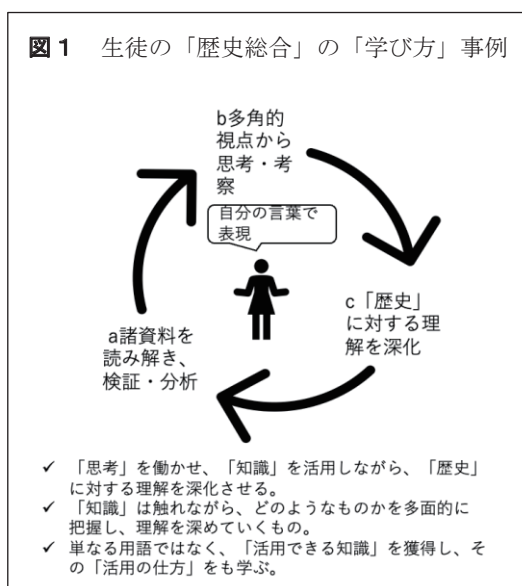 図1 生徒の「歴史総合」の「学び方」事例
b多角的
視点から
思考・考
察
自分の言葉で
表現
c「歴史」
に対する理
解を深化
a諸資料を
読み解き、
検証・分析
✓ 「思考」を働かせ、「知識」を活用しながら、「歴史」
に対する理解を深化させる。
✓ 「知識」は触れながら、どのようなものかを多面的に
把握し、理解を深めていくもの。
✓ 単なる用語ではなく、「活用できる知識」を獲得し、そ
の「活用の仕方」をも学ぶ。